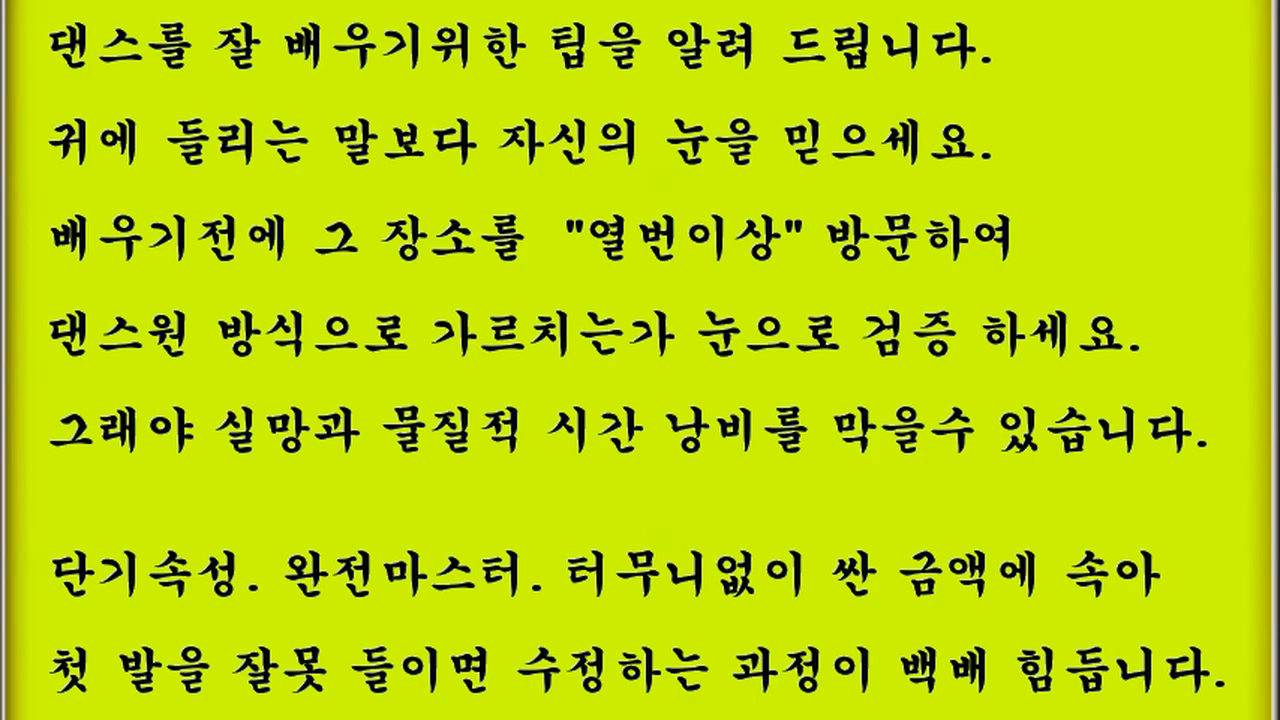 댄스를 잘 배우기위한 팁을 알려 드립니다.
귀에 들리는 말보다 자신의 눈을 믿으세요.
배우기전에 그 장소를 "열번이상" 방문하여
댄스원 방식으로 가르치는가 눈으로 검증 하세요.
그래야 실망과 물질적 시간 낭비를 막을수 있습니다.
단기속성. 완전마스터. 터무니없이 싼 금액에 속아
첫 발을 잘못 들이면 수정하는 과정이 백배 힘듭니다.